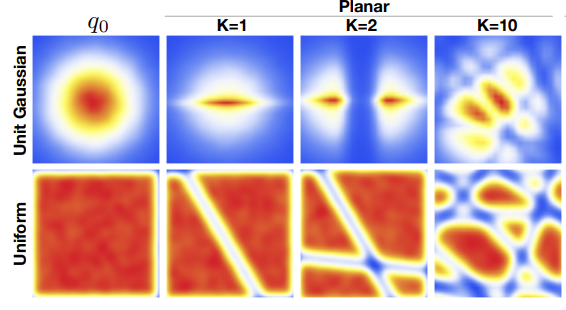 Planar
q₀ K=1 K=2 K=10
Unit Gaussian
Uniform